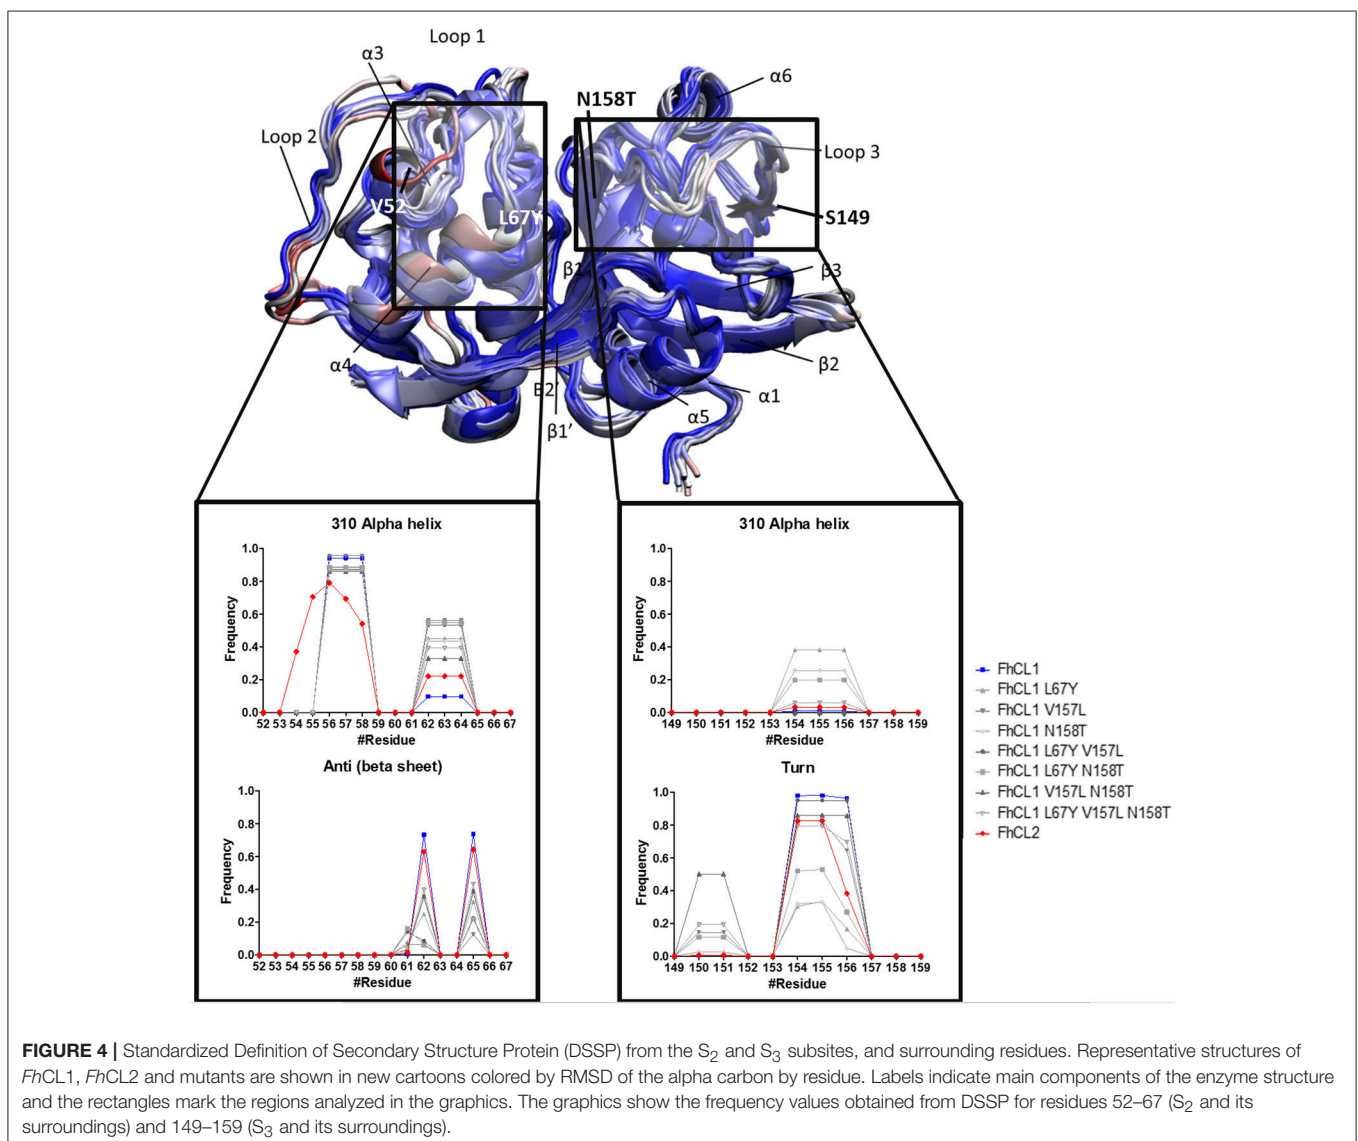 Loop 1
α3
α6
N158T
Loop 2
Loop 3
V52
L67Y
S149
β1
β3
α4
β2
B2'
α1
α5
β1’
310 Alpha helix
1.0
0.8
0.6
0.4
0.2
0.0
Frequency
52 53 54 55 56 57 58 59 60 61 62 63 64 65 66 67
#Residue
Anti (beta sheet)
1.0
0.8
0.6
0.4
0.2
0.0
Frequency
52 53 54 55 56 57 58 59 60 61 62 63 64 65 66 67
#Residue
310 Alpha helix
1.0
0.8
0.6
0.4
0.2
0.0
Frequency
149 150 151 152 153 154 155 156 157 158 159
#Residue
Turn
1.0
0.8
0.6
0.4
0.2
0.0
Frequency
149 150 151 152 153 154 155 156 157 158 159
#Residue
FhCL1
FhCL1 L67Y
FhCL1 V157L
FhCL1 N158T
FhCL1 L67Y V157L
FhCL1 L67Y N158T
FhCL1 V157L N158T
FhCL1 L67Y V157L N158T
FhCL2
FIGURE 4 | Standardized Definition of Secondary Structure Protein (DSSP) from the S2 and S3 subsites, and surrounding residues. Representative structures of
FhCL1, FhCL2 and mutants are shown in new cartoons colored by RMSD of the alpha carbon by residue. Labels indicate main components of the enzyme structure
and the rectangles mark the regions analyzed in the graphics. The graphics show the frequency values obtained from DSSP for residues 52–67 (S2 and its
surroundings) and 149–159 (S3 and its surroundings).